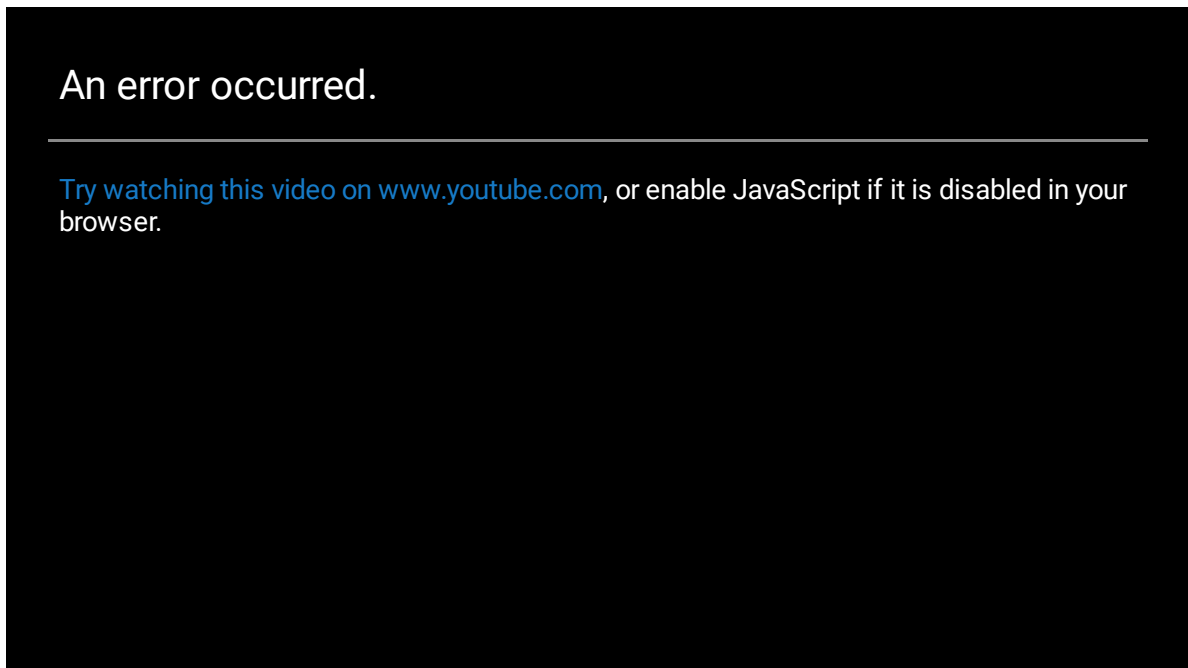 An error occurred.
Try watching this video on www.youtube.com, or enable JavaScript if it is disabled in your
browser.